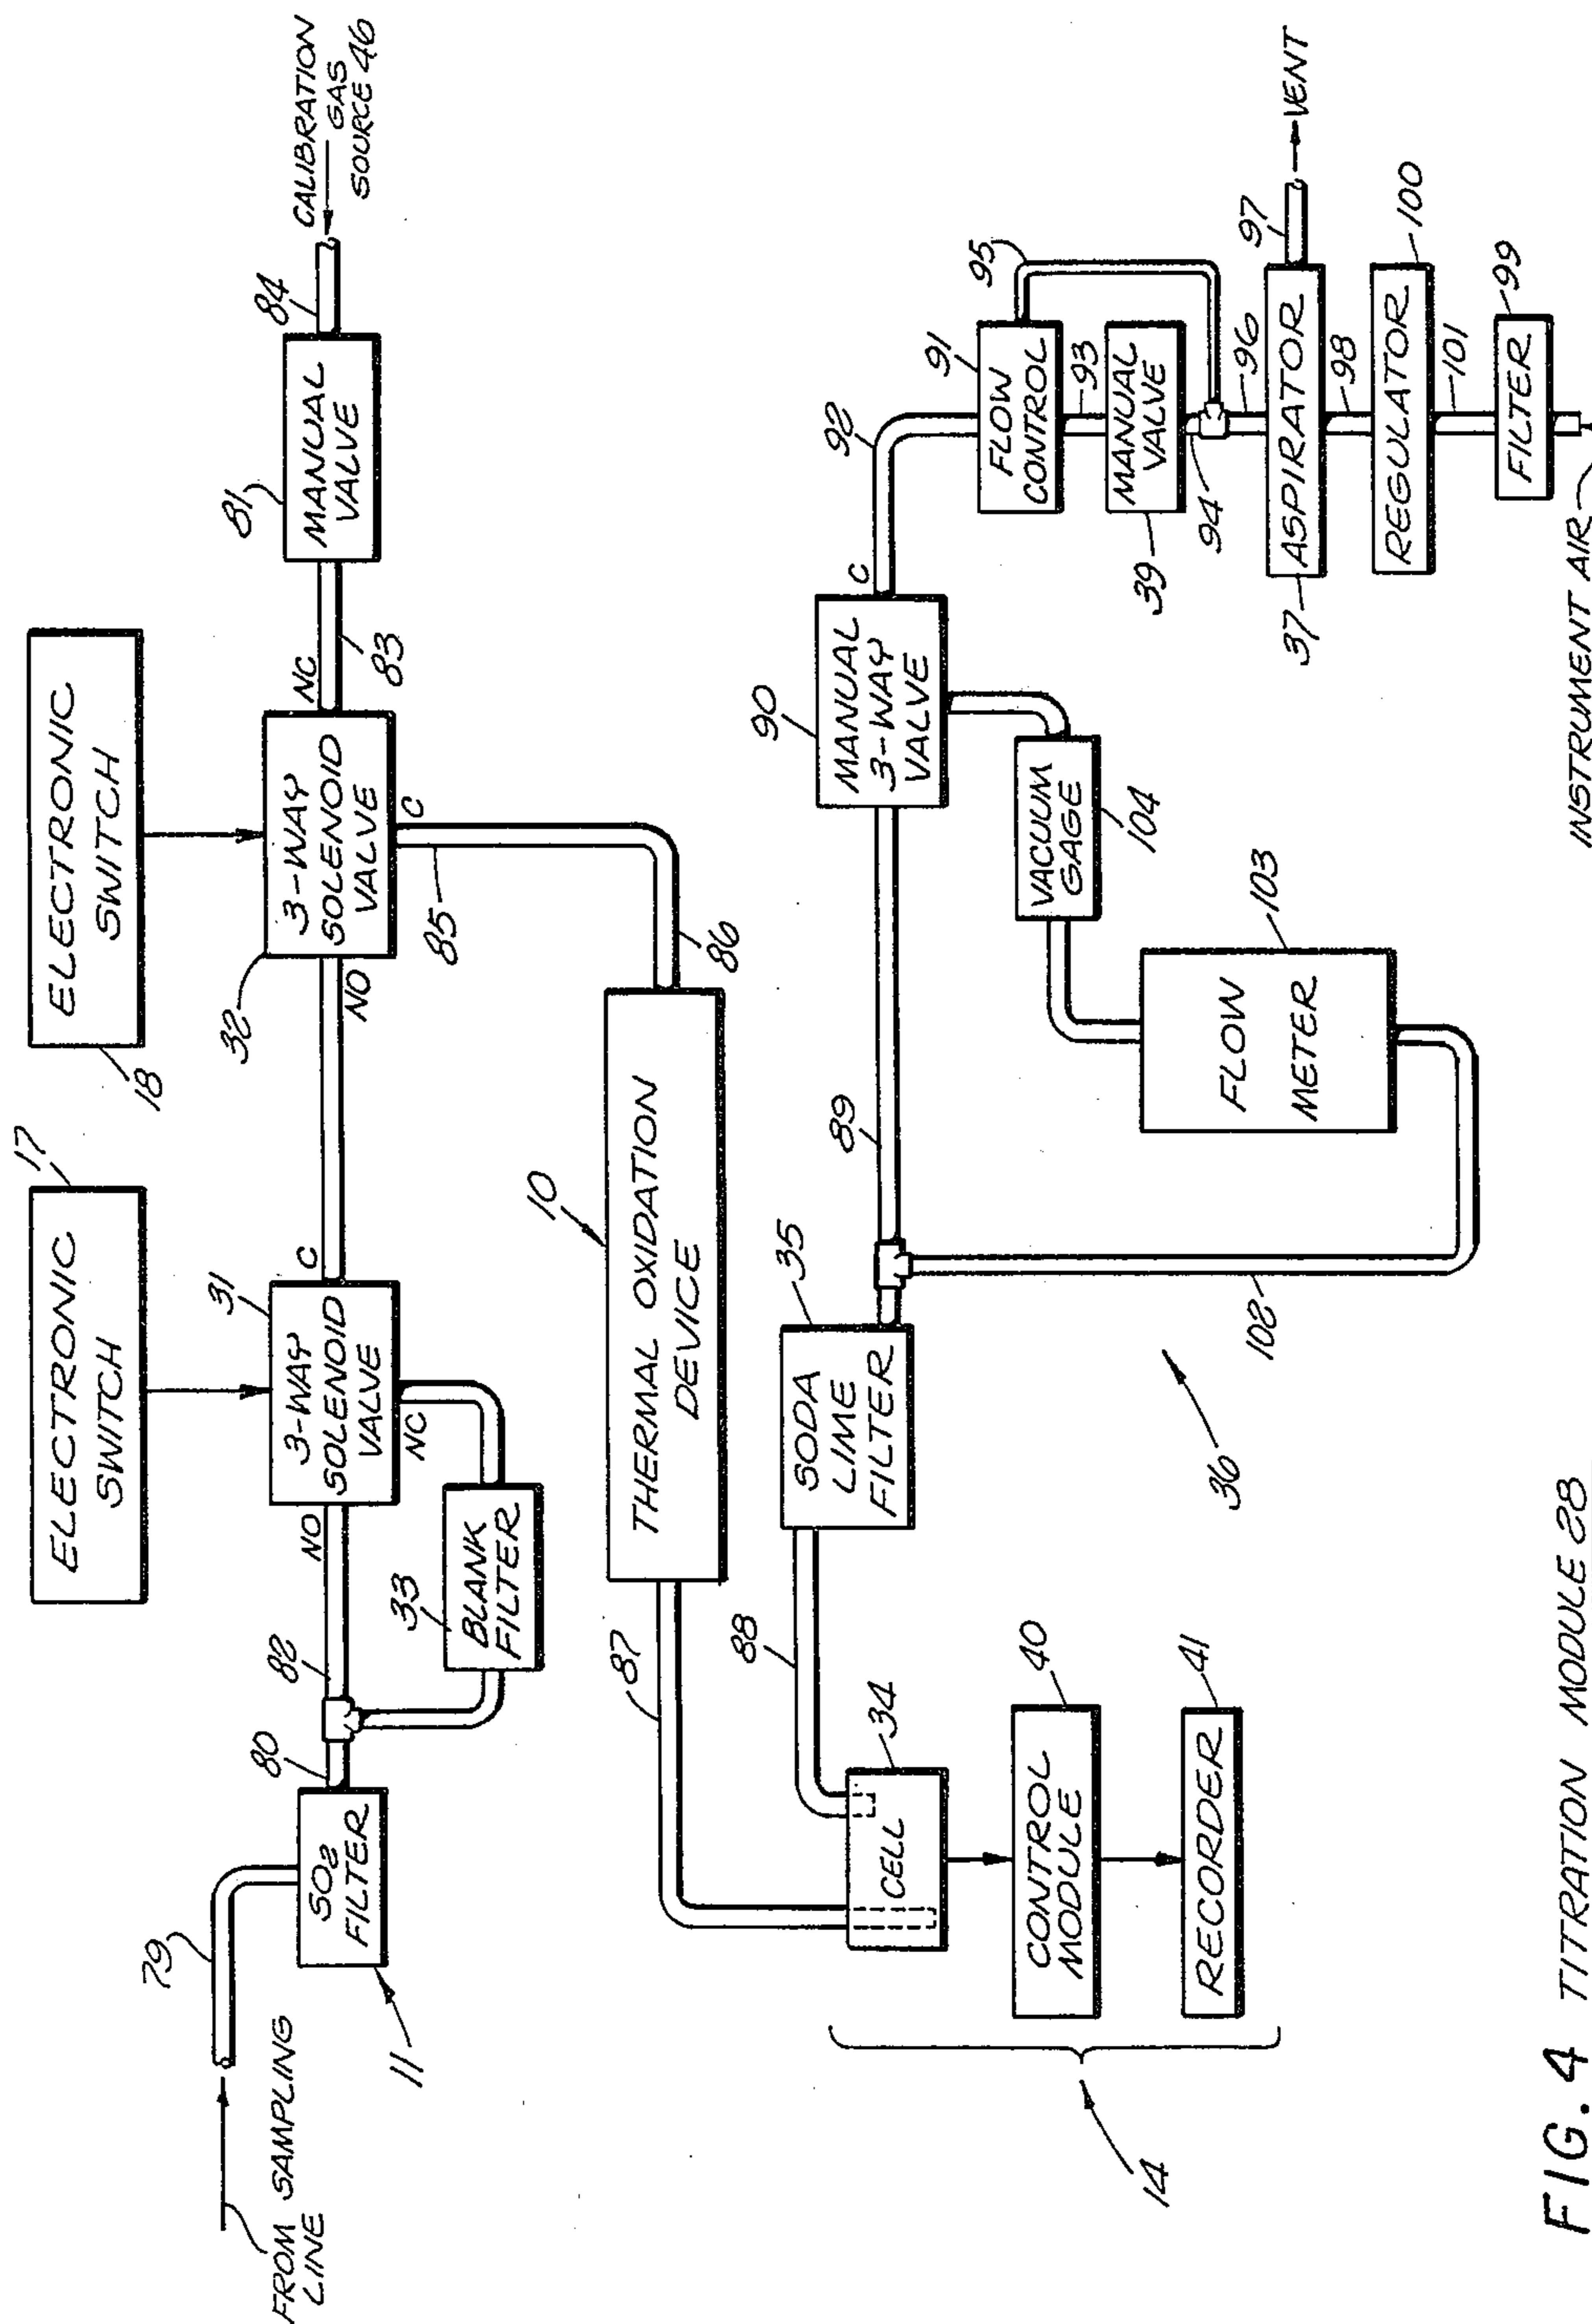 ELECTRONIC
SWITCH
17
ELECTRONIC
SWITCH
18
FROM SAMPLING
LINE
79
SO2
FILTER
11
80
82
NO
3-WAY
SOLENOID
VALVE
31
C
NC
33
BLANK
FILTER
NO
32
3-WAY
SOLENOID
VALVE
NC
C
83
81
MANUAL
VALVE
84
CALIBRATION
GAS
SOURCE 46
85
86
10
THERMAL OXIDATION
DEVICE
87
88
CELL
34
CONTROL
MODULE
40
RECORDER
41
14
SODA
LIME
FILTER
35
89
36
102
FLOW
METER
103
VACUUM
GAGE
104
90
MANUAL
3-WAY
VALVE
C
92
91
FLOW
CONTROL
95
93
MANUAL
VALVE
39
94
96
37
ASPIRATOR
97
VENT
98
REGULATOR
100
101
FILTER
99
INSTRUMENT AIR
FIG. 4 TITRATION MODULE 28